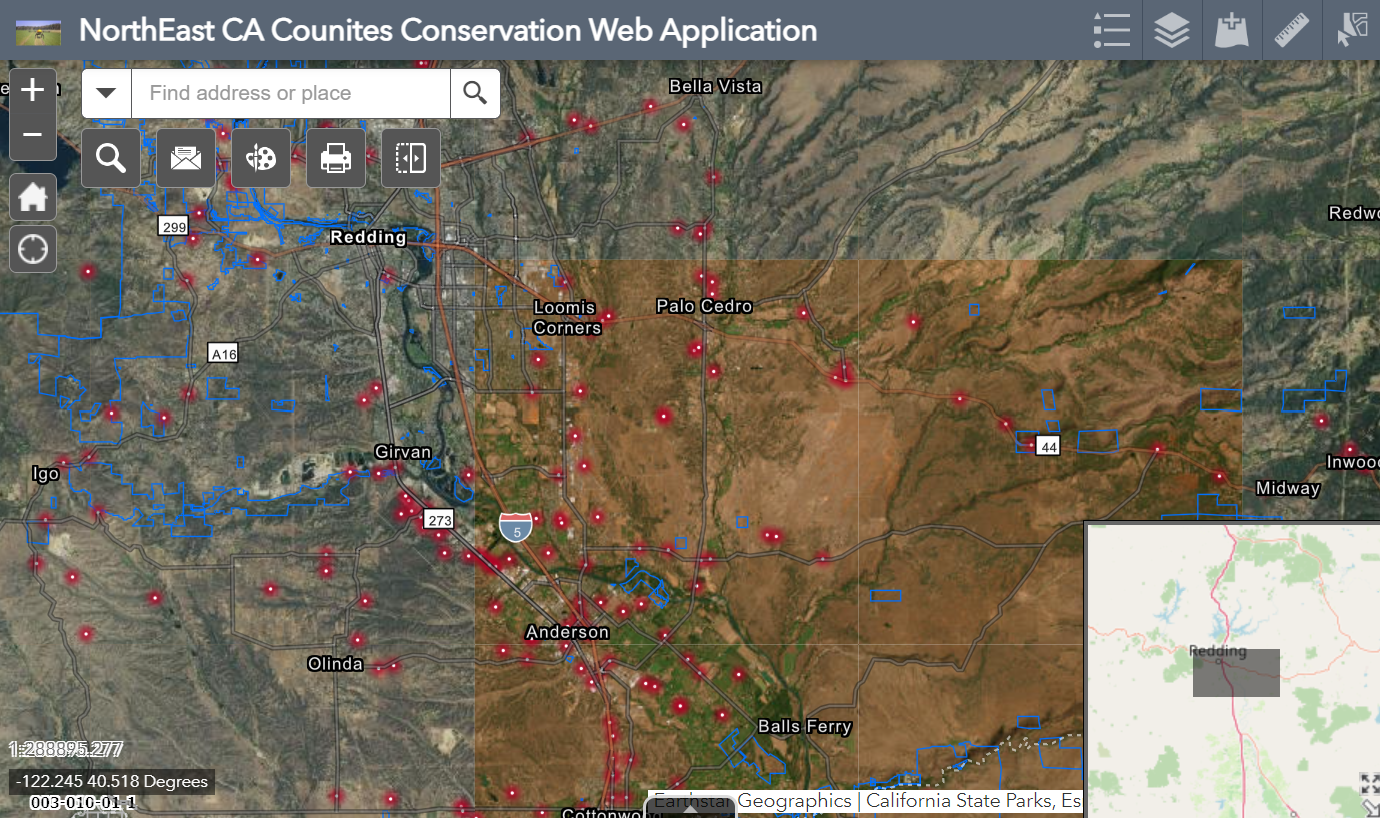 NorthEast CA Counites Conservation Web Application
Find address or place
Bella Vista
Redwo
299
Redding
Loomis
Corners
Palo Cedro
A16
Girvan
44
Igo
Inwood
Midway
273
5
Anderson
Olinda
Balls Ferry
Redding
1:288895.277
-122.245 40.518 Degrees
003-010-01-1
Earthstar Geographics | California State Parks, Es
Cottonwo